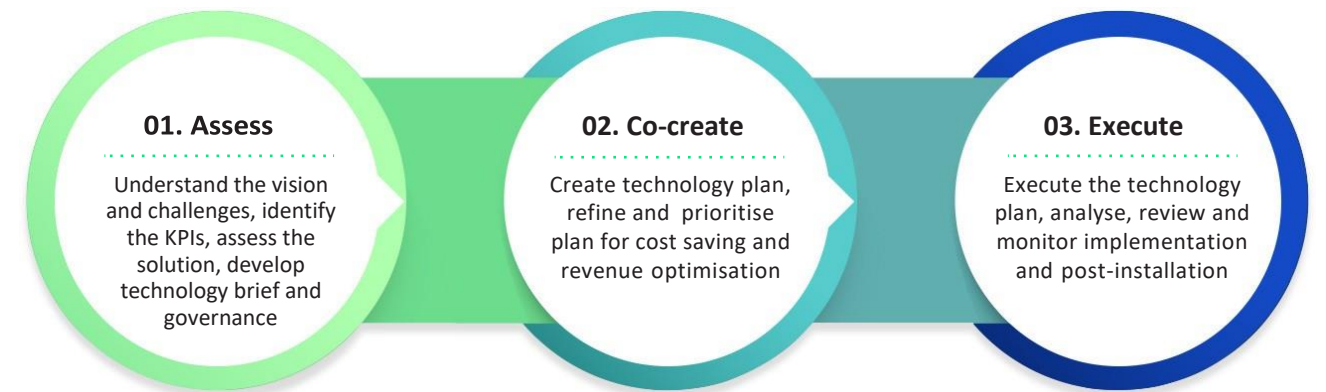 01. Assess
Understand the vision
and challenges, identify
the KPIs, assess the
solution, develop
technology brief and
governance
02. Co-create
Create technology plan,
refine and prioritise
plan for cost saving and
revenue optimisation
03. Execute
Execute the technology
plan, analyse, review and
monitor implementation
and post-installation